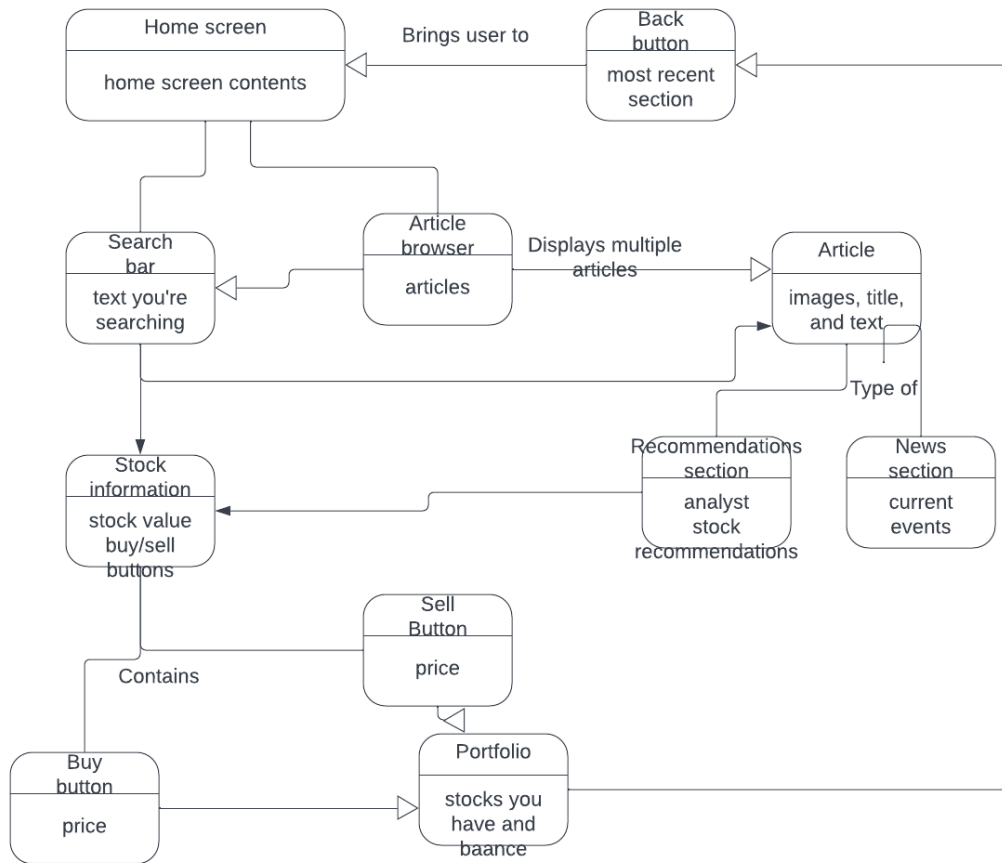 Home screen
home screen contents
Brings user to
Back
button
most recent
section
Search
bar
text you're
searching
Article
browser
articles
Displays multiple
articles
Article
images, title,
and text
Type of
Stock
information
stock value
buy/sell
buttons
Recommendations
section
analyst
stock
recommendations
News
section
current
events
Sell
Button
price
Contains
Buy
button
price
Portfolio
stocks you
have and
baance